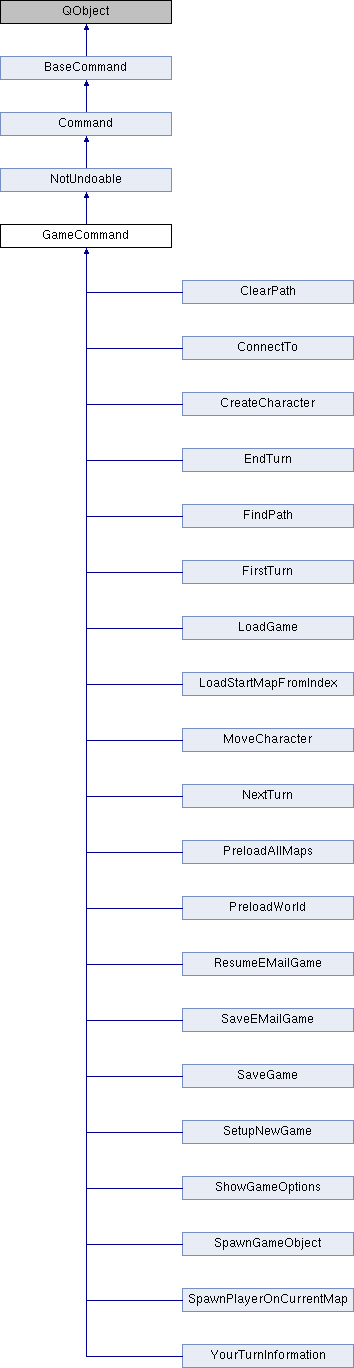 QObject
BaseCommand
Command
NotUndoable
GameCommand
ClearPath
ConnectTo
CreateCharacter
EndTurn
FindPath
FirstTurn
LoadGame
LoadStartMapFromIndex
MoveCharacter
NextTurn
PreloadAllMaps
PreloadWorld
ResumeEMailGame
SaveEMailGame
SaveGame
SetupNewGame
ShowGameOptions
SpawnGameObject
SpawnPlayerOnCurrentMap
YourTurnInformation